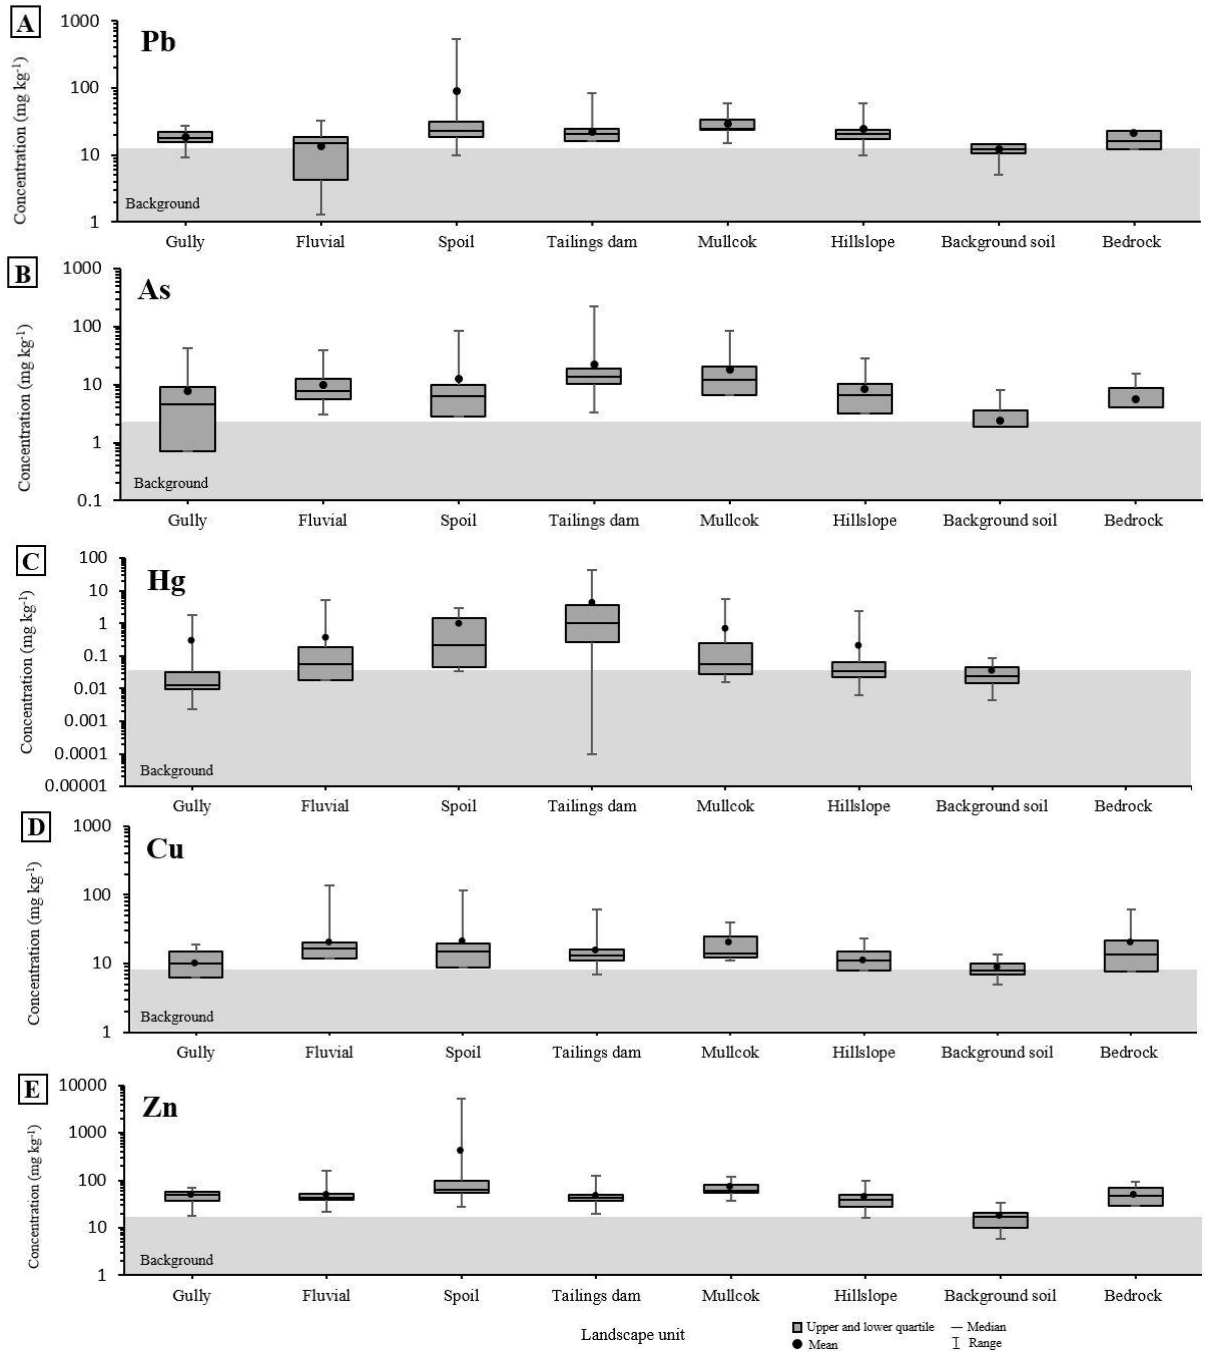 A
Pb
Concentration (mg kg-1)
1000
100
10
1
Background
Gully Fluvial Spoil Tailings dam Mullcok Hillslope Background soil Bedrock
B
As
Concentration (mg kg-1)
1000
100
10
1
0.1
Background
Gully Fluvial Spoil Tailings dam Mullcok Hillslope Background soil Bedrock
C
Hg
Concentration (mg kg-1)
100
10
1
0.1
0.01
0.001
0.0001
0.00001
Background
Gully Fluvial Spoil Tailings dam Mullcok Hillslope Background soil Bedrock
D
Cu
Concentration (mg kg-1)
1000
100
10
1
Background
Gully Fluvial Spoil Tailings dam Mullcok Hillslope Background soil Bedrock
E
Zn
Concentration (mg kg-1)
10000
1000
100
10
1
Background
Gully Fluvial Spoil Tailings dam Mullcok Hillslope Background soil Bedrock
Landscape unit
Upper and lower quartile — Median
Mean Range